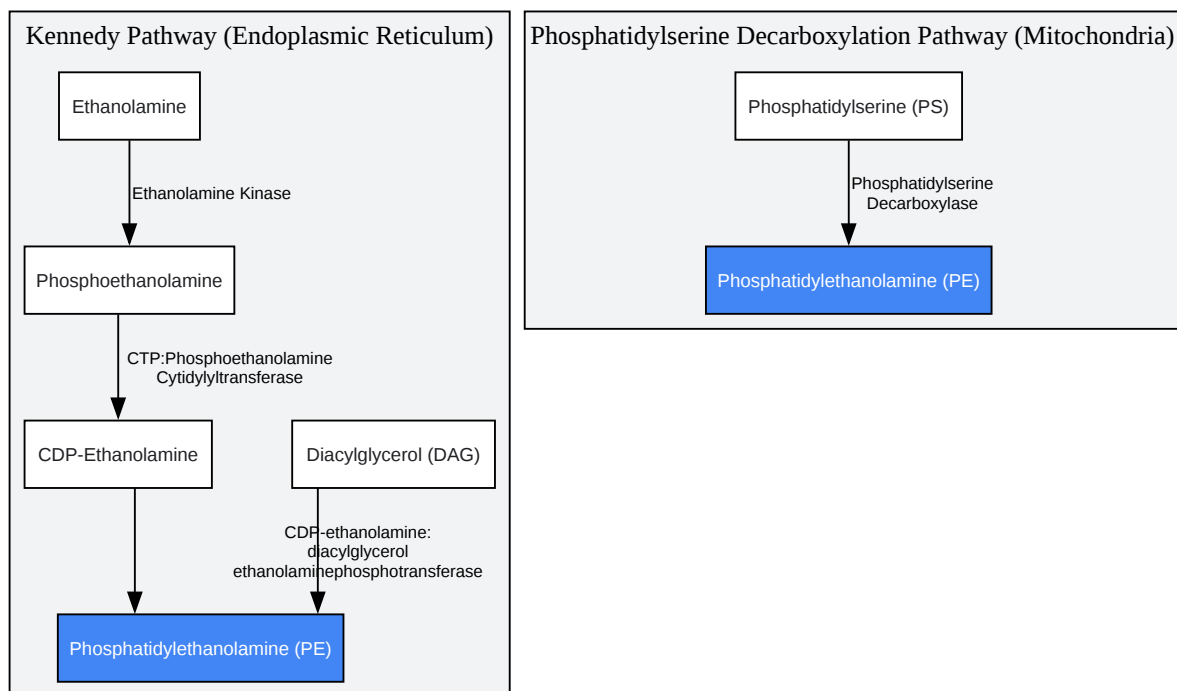 Kennedy Pathway (Endoplasmic Reticulum)
Ethanolamine
Ethanolamine Kinase
Phosphoethanolamine
CTP:Phosphoethanolamine
Cytidylyltransferase
CDP-Ethanolamine
Diacylglycerol (DAG)
CDP-ethanolamine:
diacylglycerol
ethanolaminephosphotransferase
Phosphatidylethanolamine (PE)
Phosphatidylserine Decarboxylation Pathway (Mitochondria)
Phosphatidylserine (PS)
Phosphatidylserine
Decarboxylase
Phosphatidylethanolamine (PE)